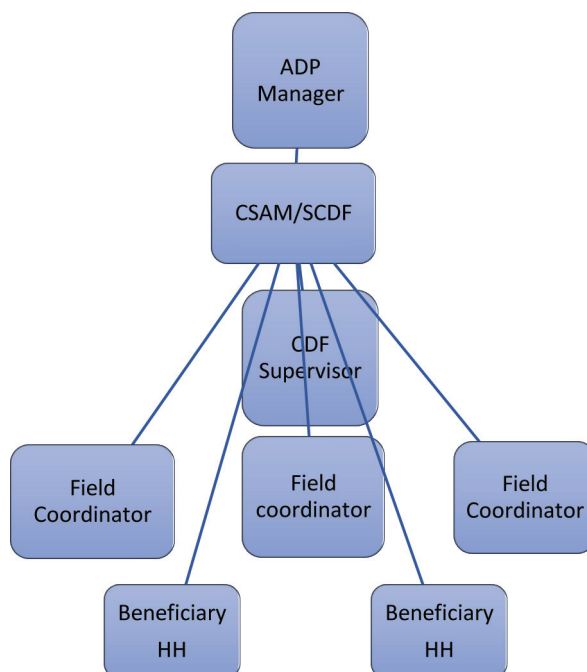 ADP
Manager
CSAM/SCDF
CDF
Supervisor
Field
Coordinator
Field
coordinator
Field
Coordinator
Beneficiary
HH
Beneficiary
HH